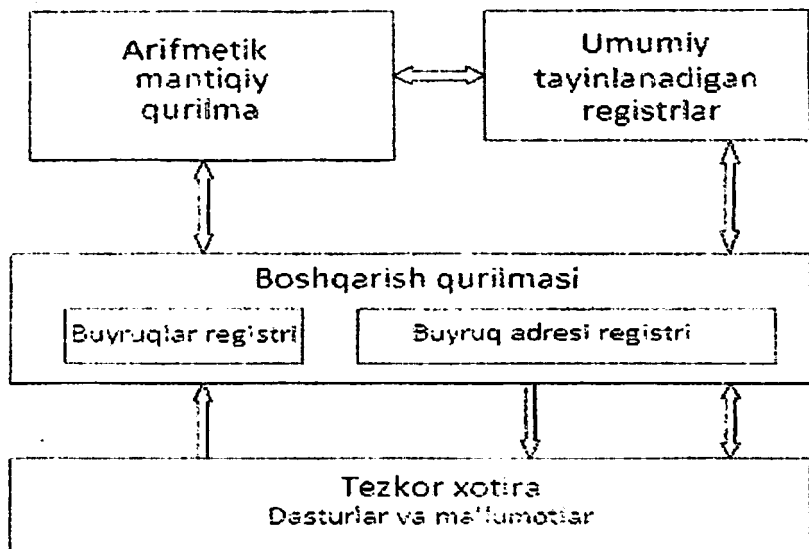 Arifmetik
mantiqiy
qurilma
Umumiy
tayinlanadigan
registrlar
Boshqarish qurilmasi
Buyruqlar registri
Buyruq adresi registri
Tezkor xotira
Dasturlar va ma'lumotlar